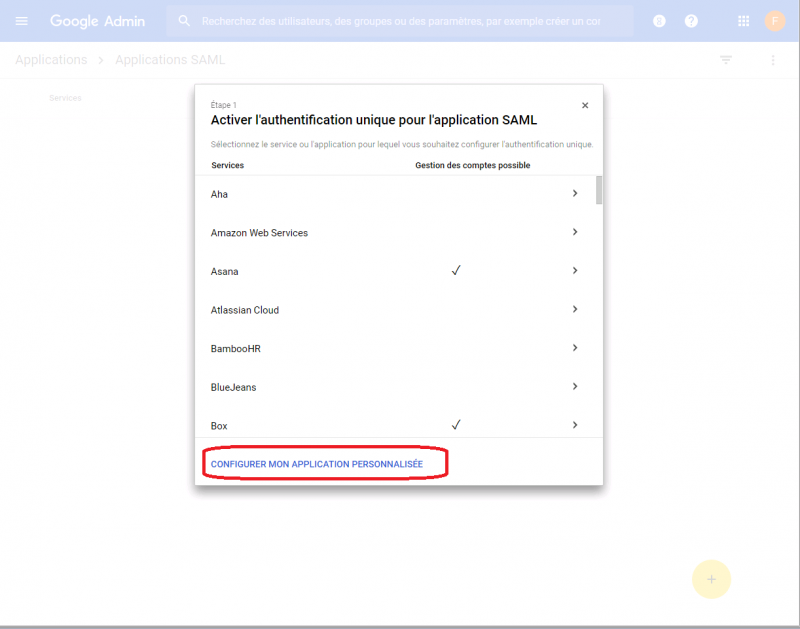 Google Admin
Recherchez des utilisateurs, des groupes ou des paramètres, par exemple créer un cor
F
Applications > Applications SAML
Services
Étape 1
Activer l'authentification unique pour l'application SAML
Sélectionnez le service ou l'application pour lequel vous souhaitez configurer l'authentification unique.
Services Gestion des comptes possible
Aha
Amazon Web Services
Asana ✓
Atlassian Cloud
BambooHR
BlueJeans
Box ✓
CONFIGURER MON APPLICATION PERSONNALISÉE